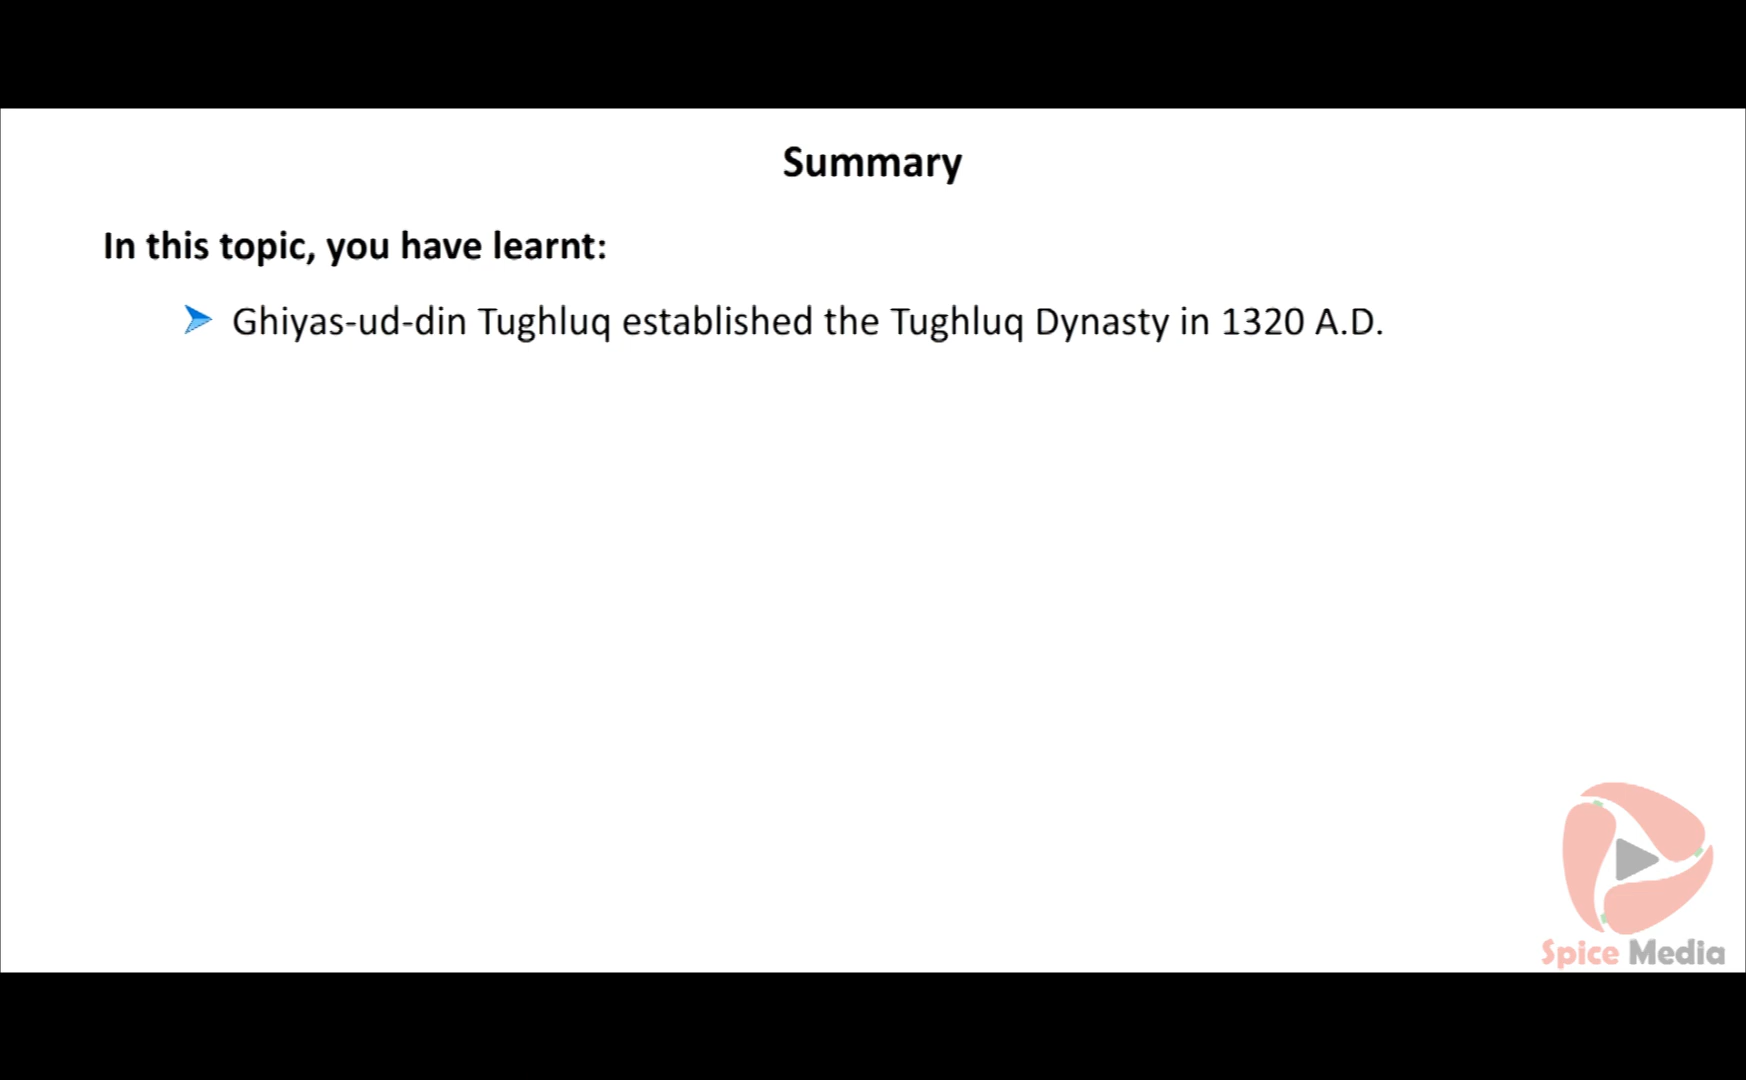 Summary
In this topic, you have learnt:
Ghiyas-ud-din Tughluq established the Tughluq Dynasty in 1320 A.D.
Spice Media